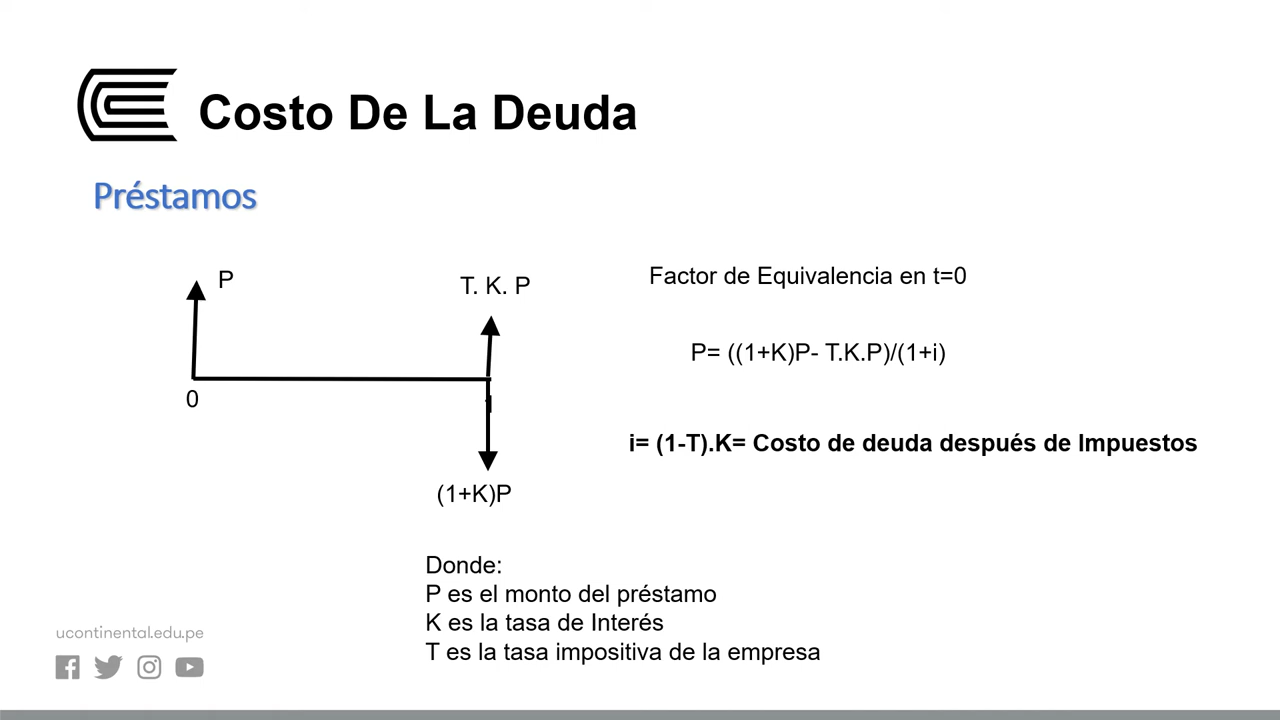 Costo De La Deuda
Préstamos
P
T. K. P
0
1
(1+K)P
Factor de Equivalencia en t=0
P= ((1+K)P- T.K.P)/(1+i)
i= (1-T).K= Costo de deuda después de Impuestos
Donde:
P es el monto del préstamo
K es la tasa de Interés
T es la tasa impositiva de la empresa
ucontinental.edu.pe